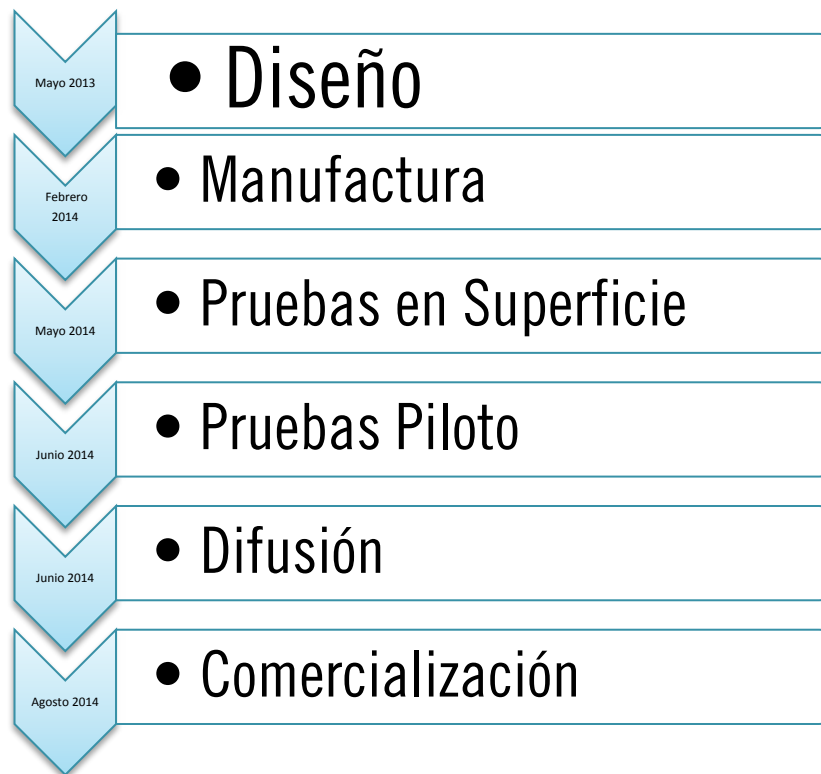 Mayo 2013
• Diseño
Febrero
2014
• Manufactura
Mayo 2014
• Pruebas en Superficie
Junio 2014
• Pruebas Piloto
Junio 2014
• Difusión
Agosto 2014
• Comercialización